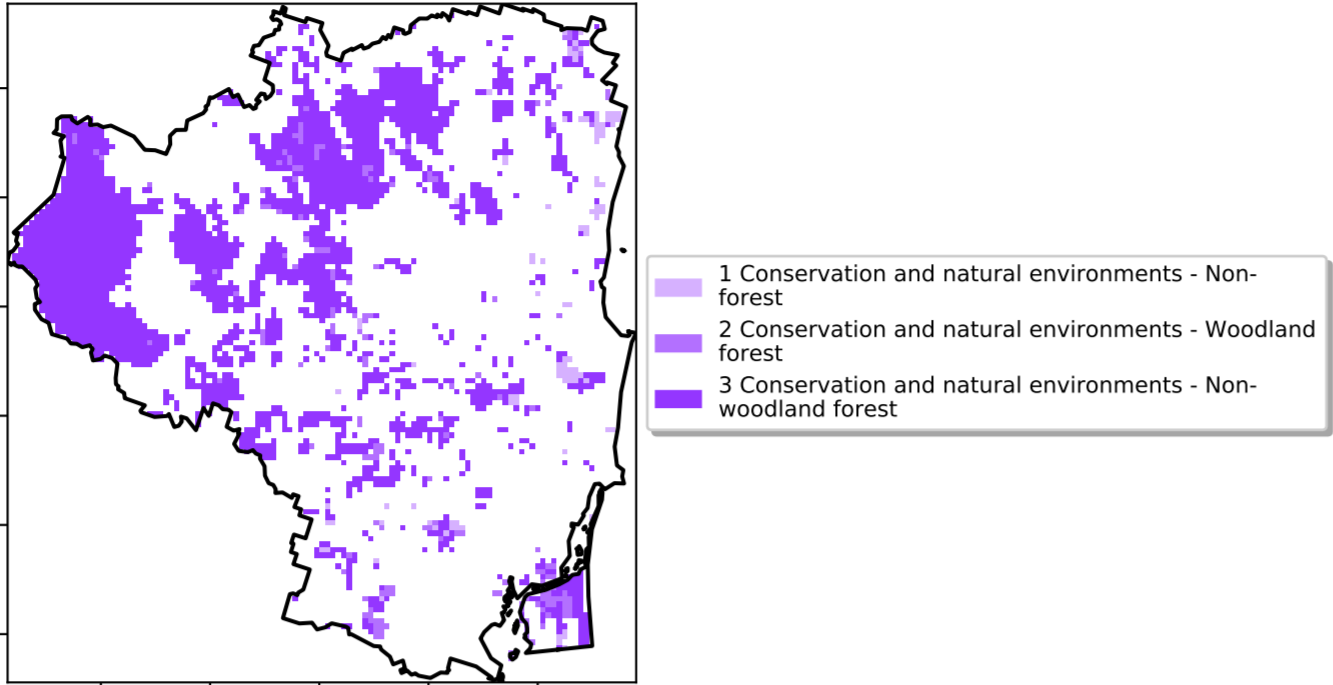 1 Conservation and natural environments - Non-
forest
2 Conservation and natural environments - Woodland
forest
3 Conservation and natural environments - Non-
woodland forest